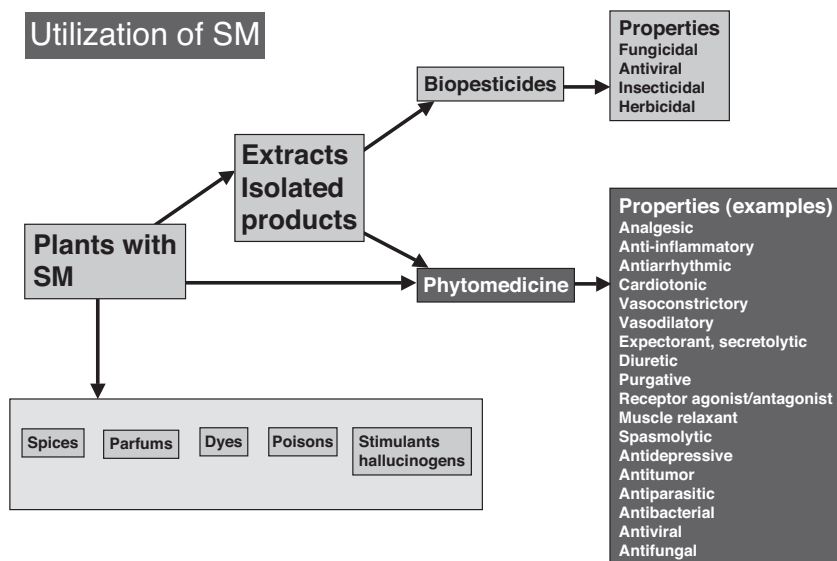 Utilization of SM
Properties
Fungicidal
Antiviral
Insecticidal
Herbicidal
Biopesticides
Extracts
Isolated
products
Plants with
SM
Phytomedicine
Properties (examples)
Analgesic
Anti-inflammatory
Antiarrhythmic
Cardiotonic
Vasoconstrictory
Vasodilatory
Expectorant, secretolytic
Diuretic
Purgative
Receptor agonist/antagonist
Muscle relaxant
Spasmolytic
Antidepressive
Antitumor
Antiparasitic
Antibacterial
Antiviral
Antifungal
Spices
Parfums
Dyes
Poisons
Stimulants
hallucinogens